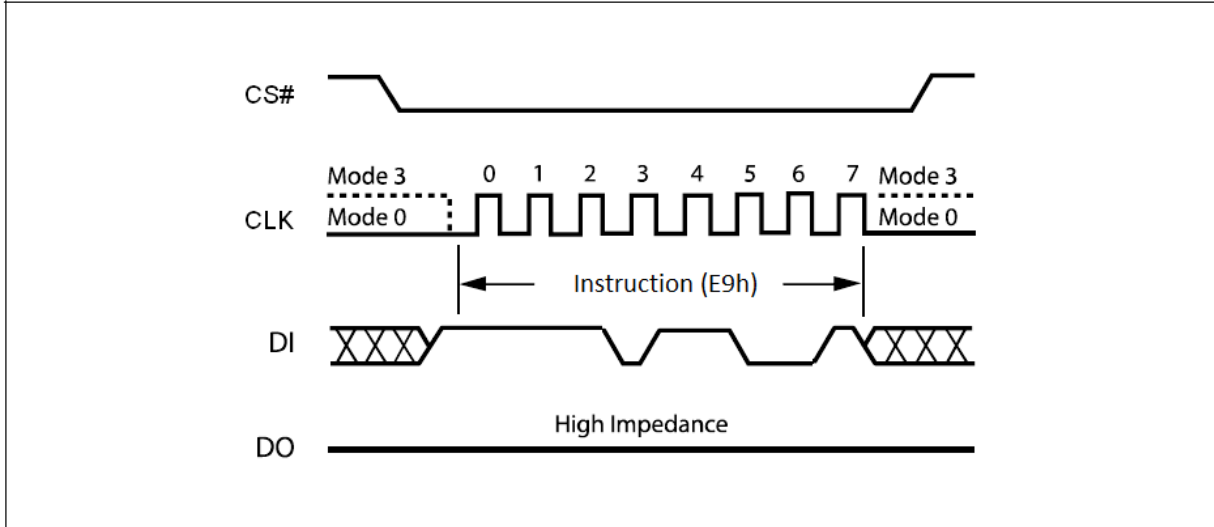 CS#
Mode 3 0 1 2 3 4 5 6 7 Mode 3
CLK Mode 0 Mode 0
Instruction (E9h)
DI
High Impedance
DO